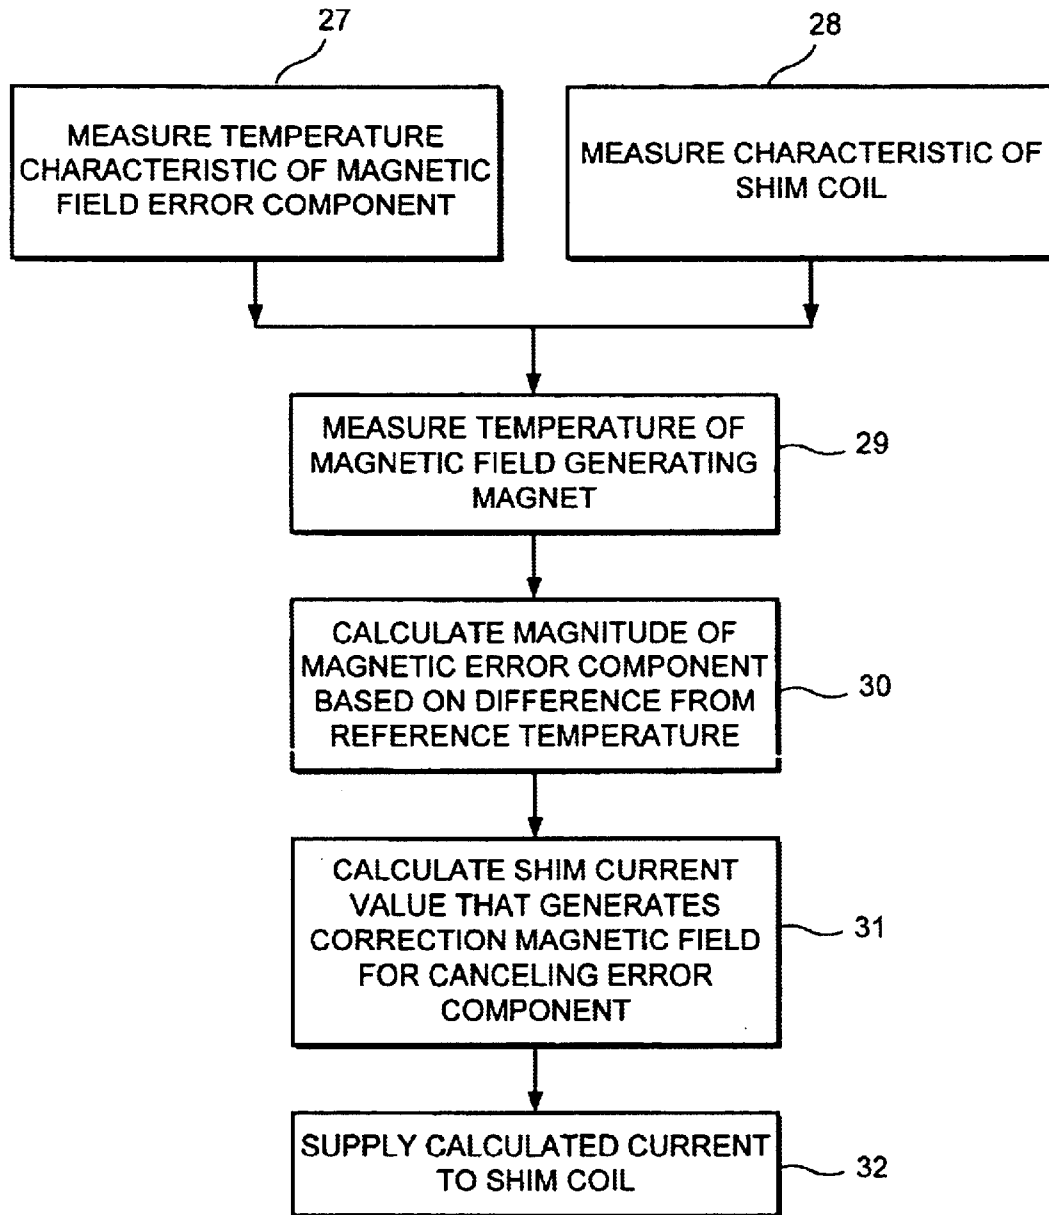 27
28
MEASURE TEMPERATURE
CHARACTERISTIC OF MAGNETIC
FIELD ERROR COMPONENT
MEASURE CHARACTERISTIC OF
SHIM COIL
MEASURE TEMPERATURE OF
MAGNETIC FIELD GENERATING
MAGNET
29
CALCULATE MAGNITUDE OF
MAGNETIC ERROR COMPONENT
BASED ON DIFFERENCE FROM
REFERENCE TEMPERATURE
30
CALCULATE SHIM CURRENT
VALUE THAT GENERATES
CORRECTION MAGNETIC FIELD
FOR CANCELING ERROR
COMPONENT
31
SUPPLY CALCULATED CURRENT
TO SHIM COIL
32